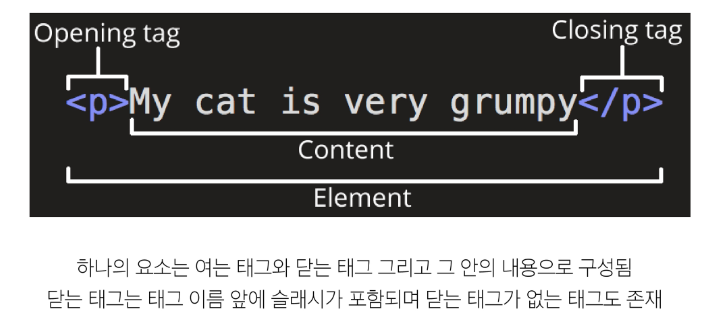 Opening tag
Closing tag
<p>My cat is very grumpy</p>
Content
Element
하나의 요소는 여는 태그와 닫는 태그 그리고 그 안의 내용으로 구성됨
닫는 태그는 태그 이름 앞에 슬래시가 포함되며 닫는 태그가 없는 태그도 존재